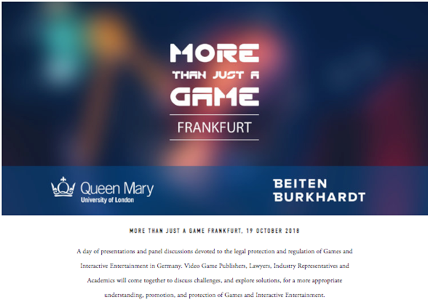 MORE
THAN JUST A
GAME
FRANKFURT
Queen Mary
University of London
BEITEN
BURKHARDT
MORE THAN JUST A GAME FRANKFURT, 19 OCTOBER 2018
A day of presentations and panel discussions devoted to the legal protection and regulation of Games and
Interactive Entertainment in Germany. Video Game Publishers, Lawyers, Industry Representatives and
Academics will come together to discuss challenges, and explore solutions, for a more appropriate
understanding, promotion, and protection of Games and Interactive Entertainment.